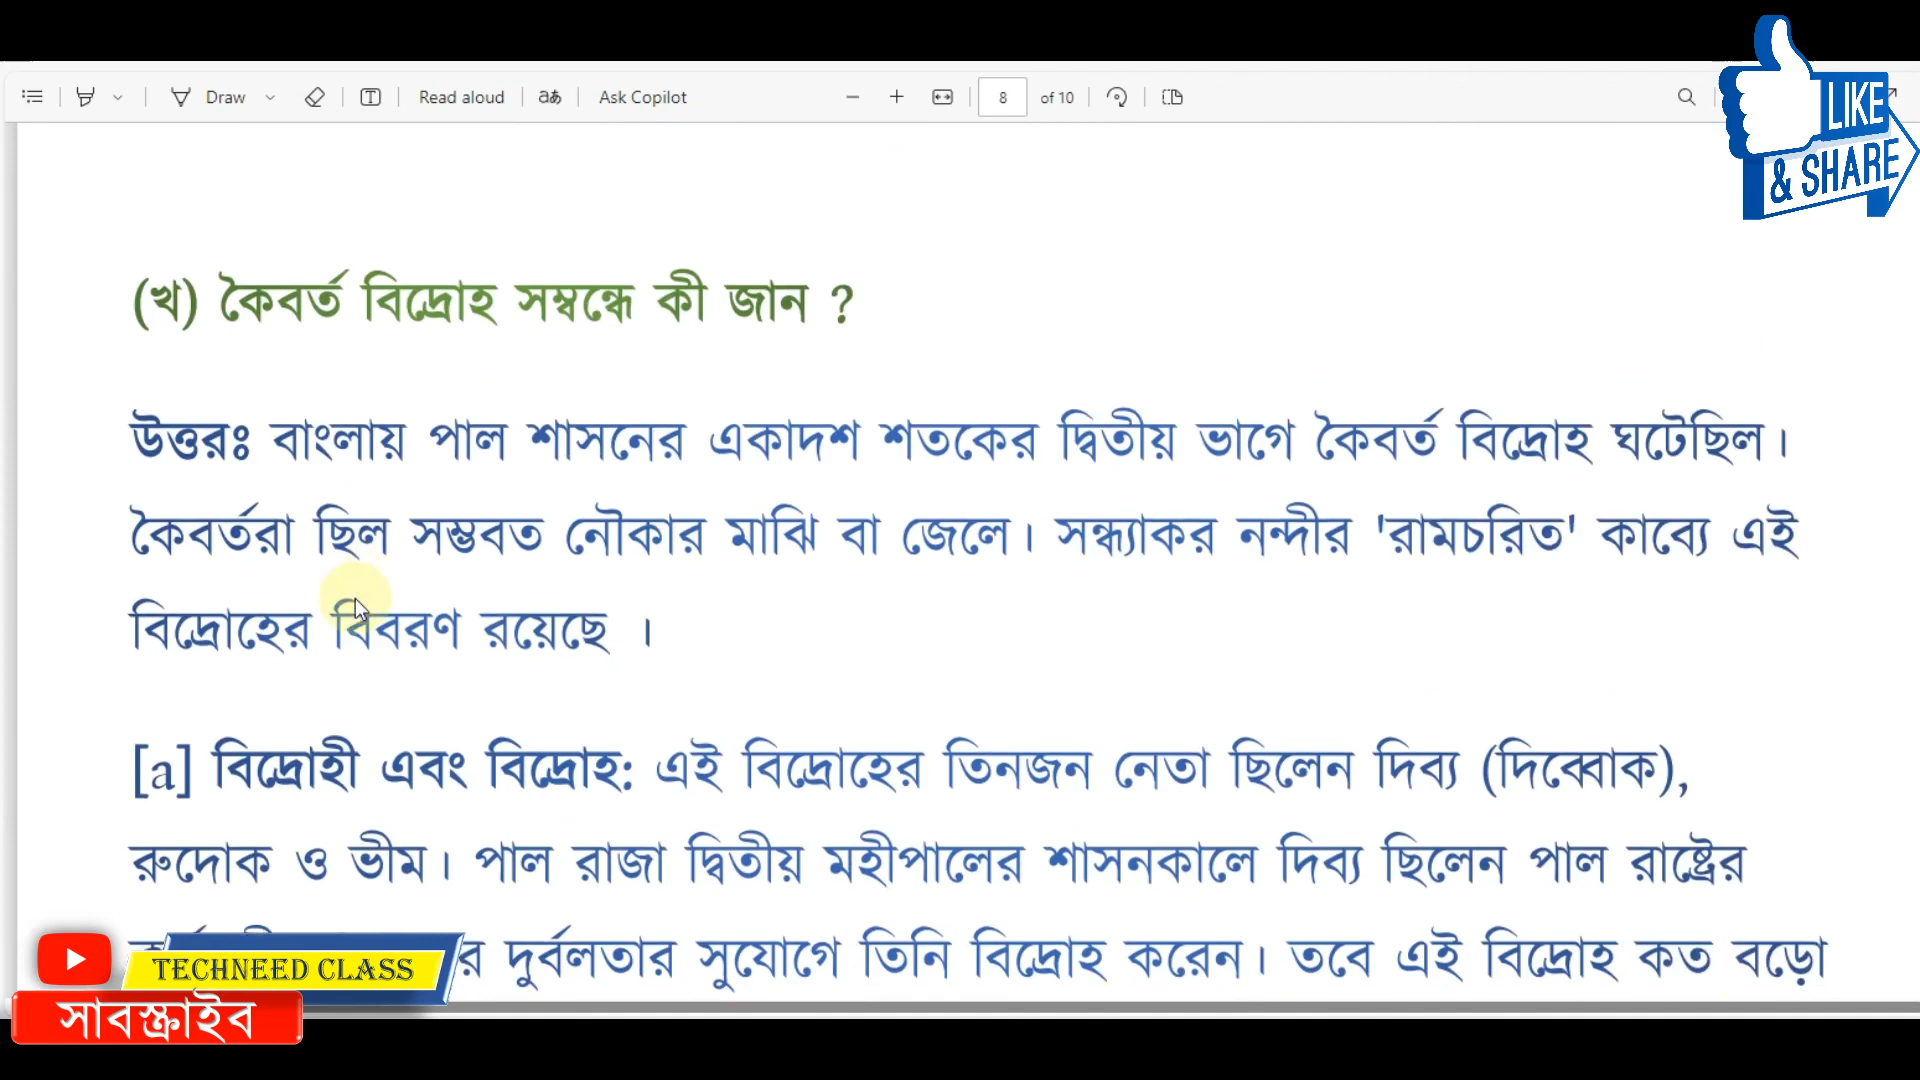 Draw
Read aloud
aあ
Ask Copilot
8
of 10
LIKE
& SHARE
(খ) কৈবর্ত বিদ্রোহ সম্বন্ধে কী জান ?
উত্তরঃ বাংলায় পাল শাসনের একাদশ শতকের দ্বিতীয় ভাগে কৈবর্ত বিদ্রোহ ঘটেছিল।
কৈবর্তরা ছিল সম্ভবত নৌকার মাঝি বা জেলে। সন্ধ্যাকর নন্দীর 'রামচরিত' কাব্যে এই
বিদ্রোহের বিবরণ রয়েছে ।
[a] বিদ্রোহী এবং বিদ্রোহ: এই বিদ্রোহের তিনজন নেতা ছিলেন দিব্য (দিব্বোক),
রুদোক ও ভীম। পাল রাজা দ্বিতীয় মহীপালের শাসনকালে দিব্য ছিলেন পাল রাষ্ট্রের
দুর্বলতার সুযোগে তিনি বিদ্রোহ করেন। তবে এই বিদ্রোহ কত বড়ো
TECHNEED CLASS
সাবস্ক্রাইব